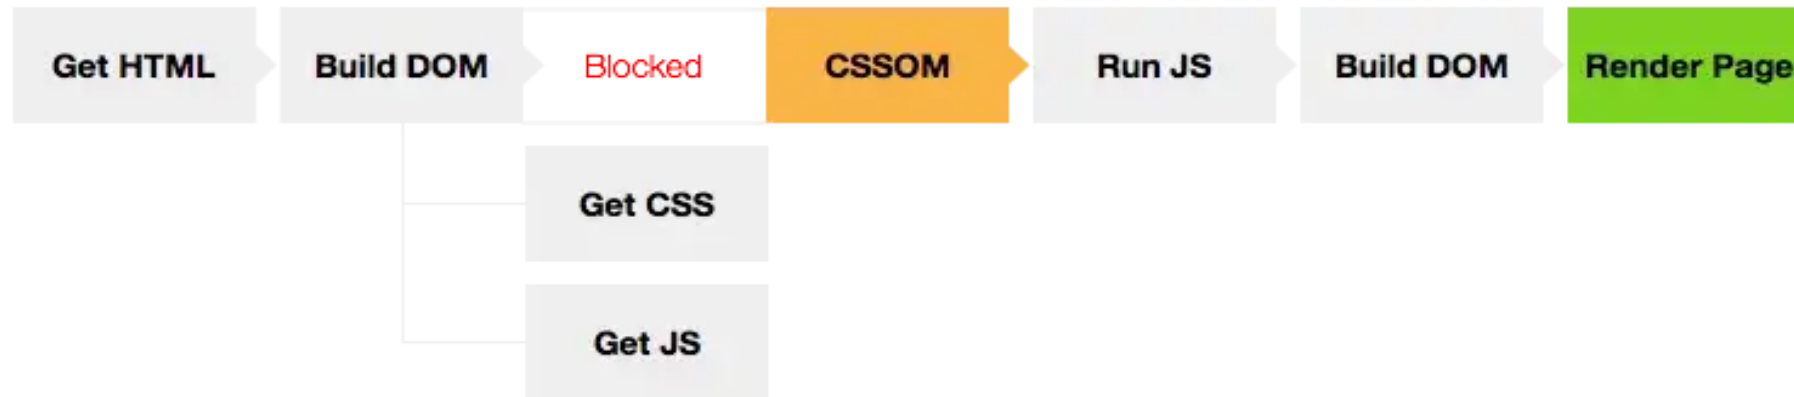 Get HTML
Build DOM
Blocked
CSSOM
Run JS
Build DOM
Render Page
Get CSS
Get JS